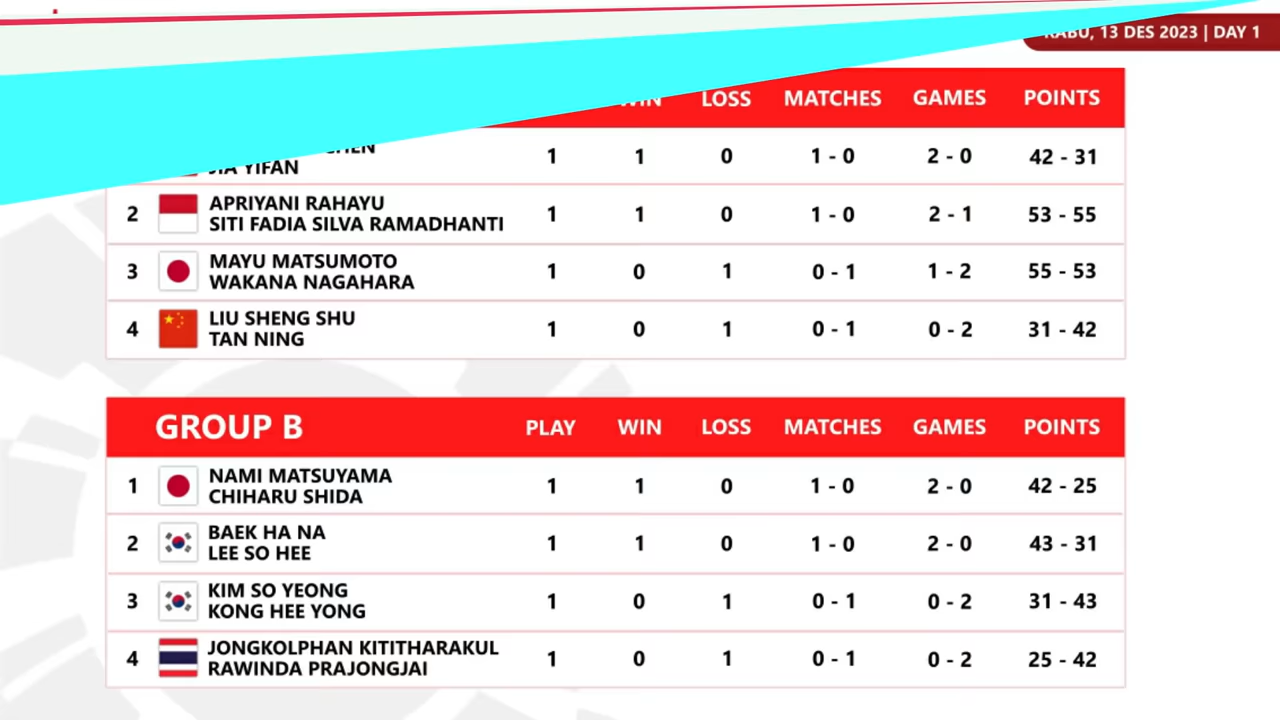 13 DES 2023 | DAY 1
WIN LOSS MATCHES GAMES POINTS
JIA YIFAN 1 1 0 1 - 0 2 - 0 42 - 31
2 APRIYANI RAHAYU
SITI FADIA SILVA RAMADHANTI 1 1 0 1 - 0 2 - 1 53 - 55
3 MAYU MATSUMOTO
WAKANA NAGAHARA 1 0 1 0 - 1 1 - 2 55 - 53
4 LIU SHENG SHU
TAN NING 1 0 1 0 - 1 0 - 2 31 - 42
GROUP B PLAY WIN LOSS MATCHES GAMES POINTS
1 NAMI MATSUYAMA
CHIHARU SHIDA 1 1 0 1 - 0 2 - 0 42 - 25
2 BAEK HA NA
LEE SO HEE 1 1 0 1 - 0 2 - 0 43 - 31
3 KIM SO YEONG
KONG HEE YONG 1 0 1 0 - 1 0 - 2 31 - 43
4 JONGKOLPHAN KITITHARAKUL
RAWINDA PRAJONGJAI 1 0 1 0 - 1 0 - 2 25 - 42